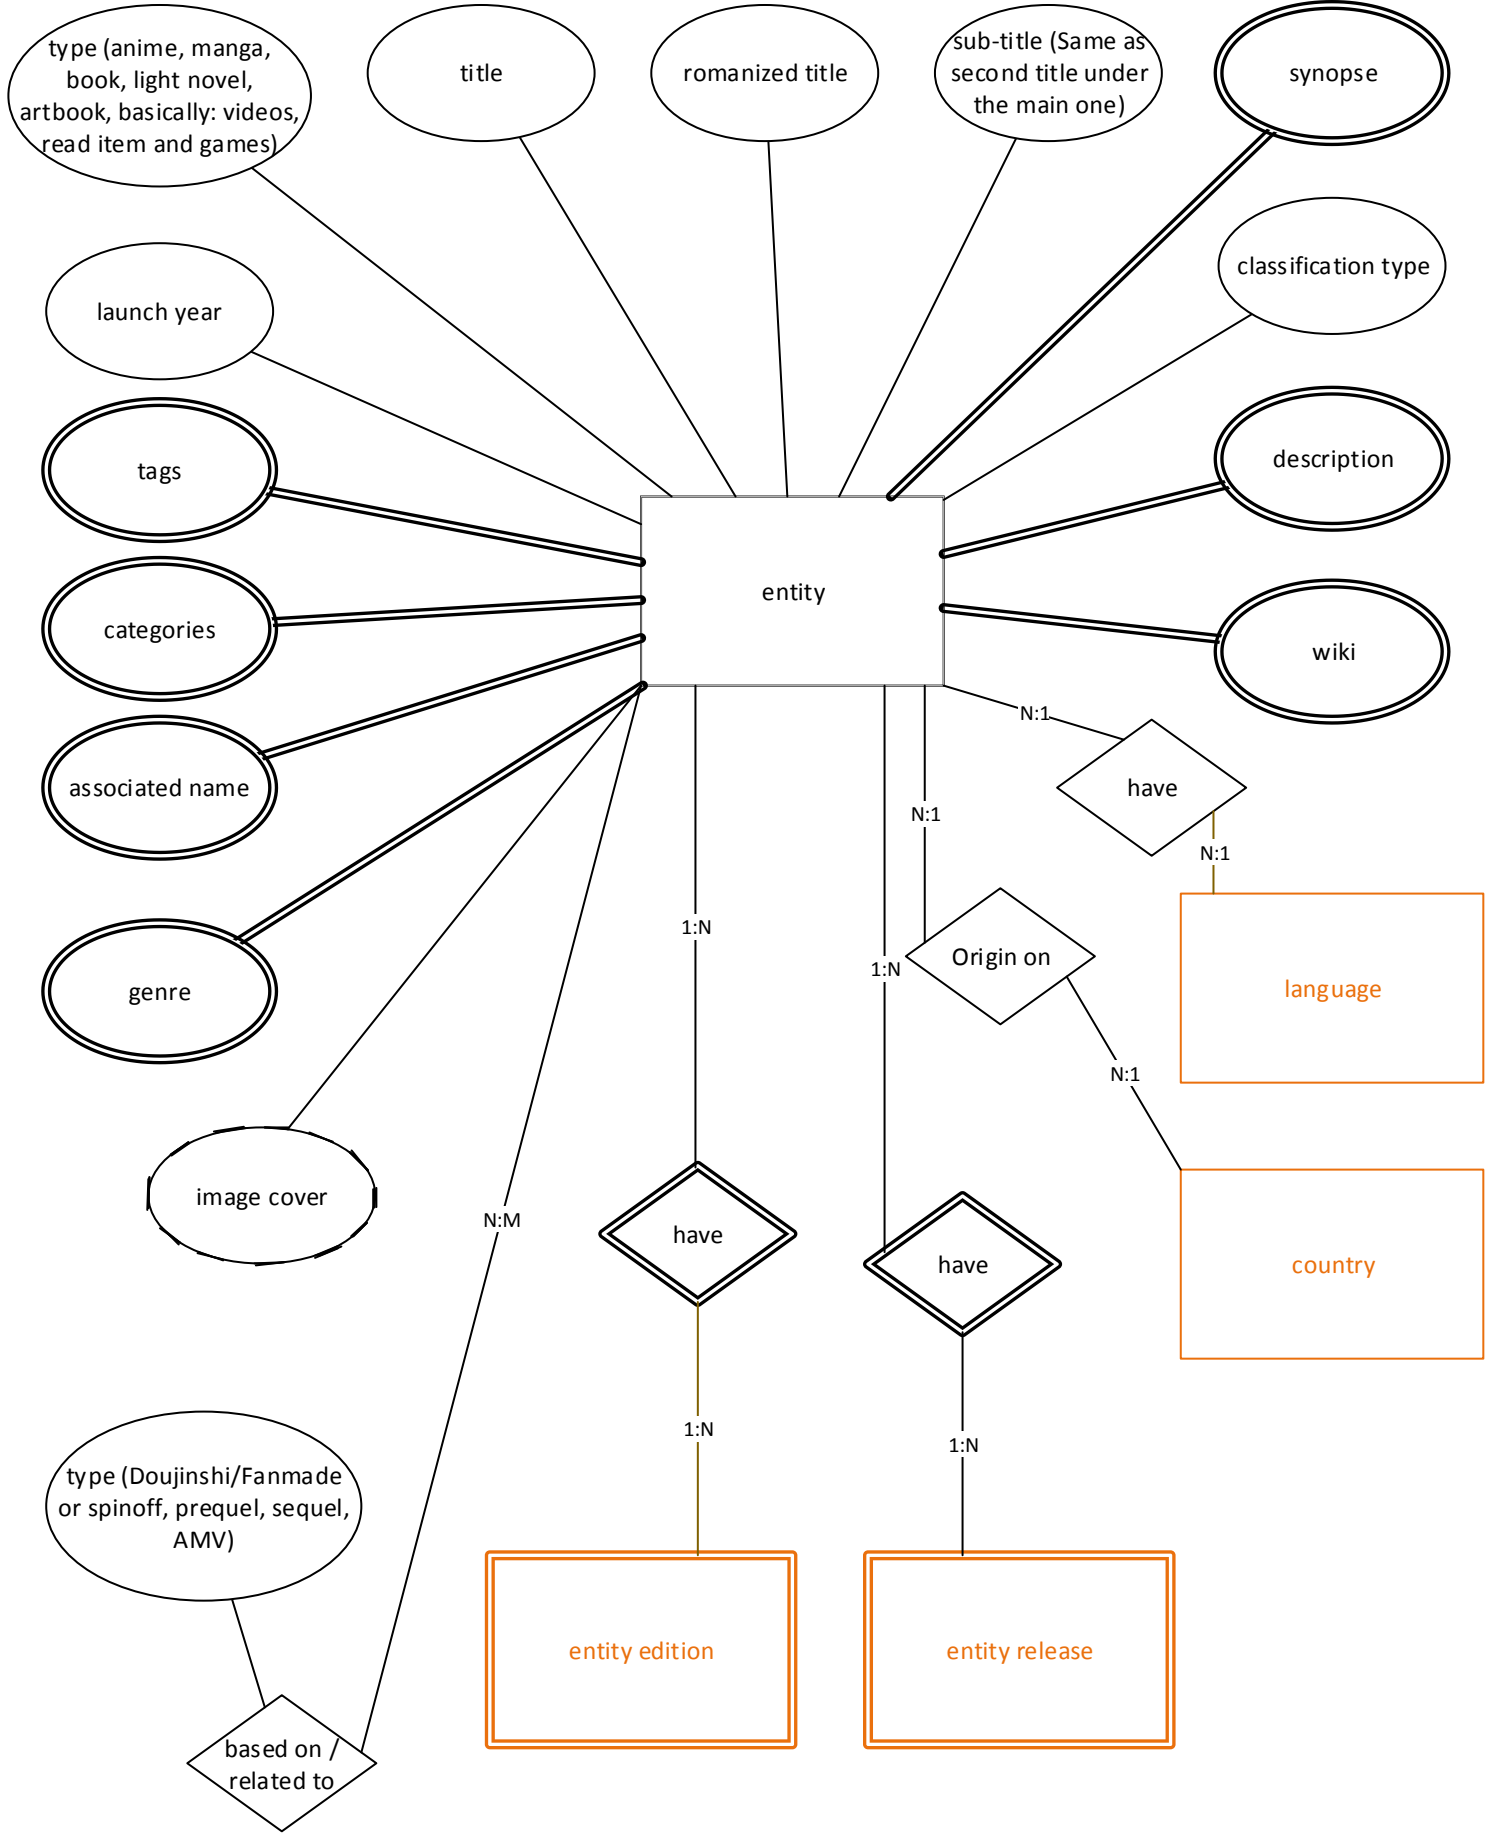 type (anime, manga,
book, light novel,
artbook, basically: videos,
read item and games)
title
romanized title
sub-title (Same as
second title under
the main one)
synopse
classification type
launch year
tags
description
categories
entity
wiki
associated name
N:1
have
N:1
N:1
1:N
1:N
Origin on
language
genre
N:1
image cover
N:M
have
have
country
1:N
1:N
type (Doujinshi/Fanmade
or spinoff, prequel, sequel,
AMV)
entity edition
entity release
based on /
related to